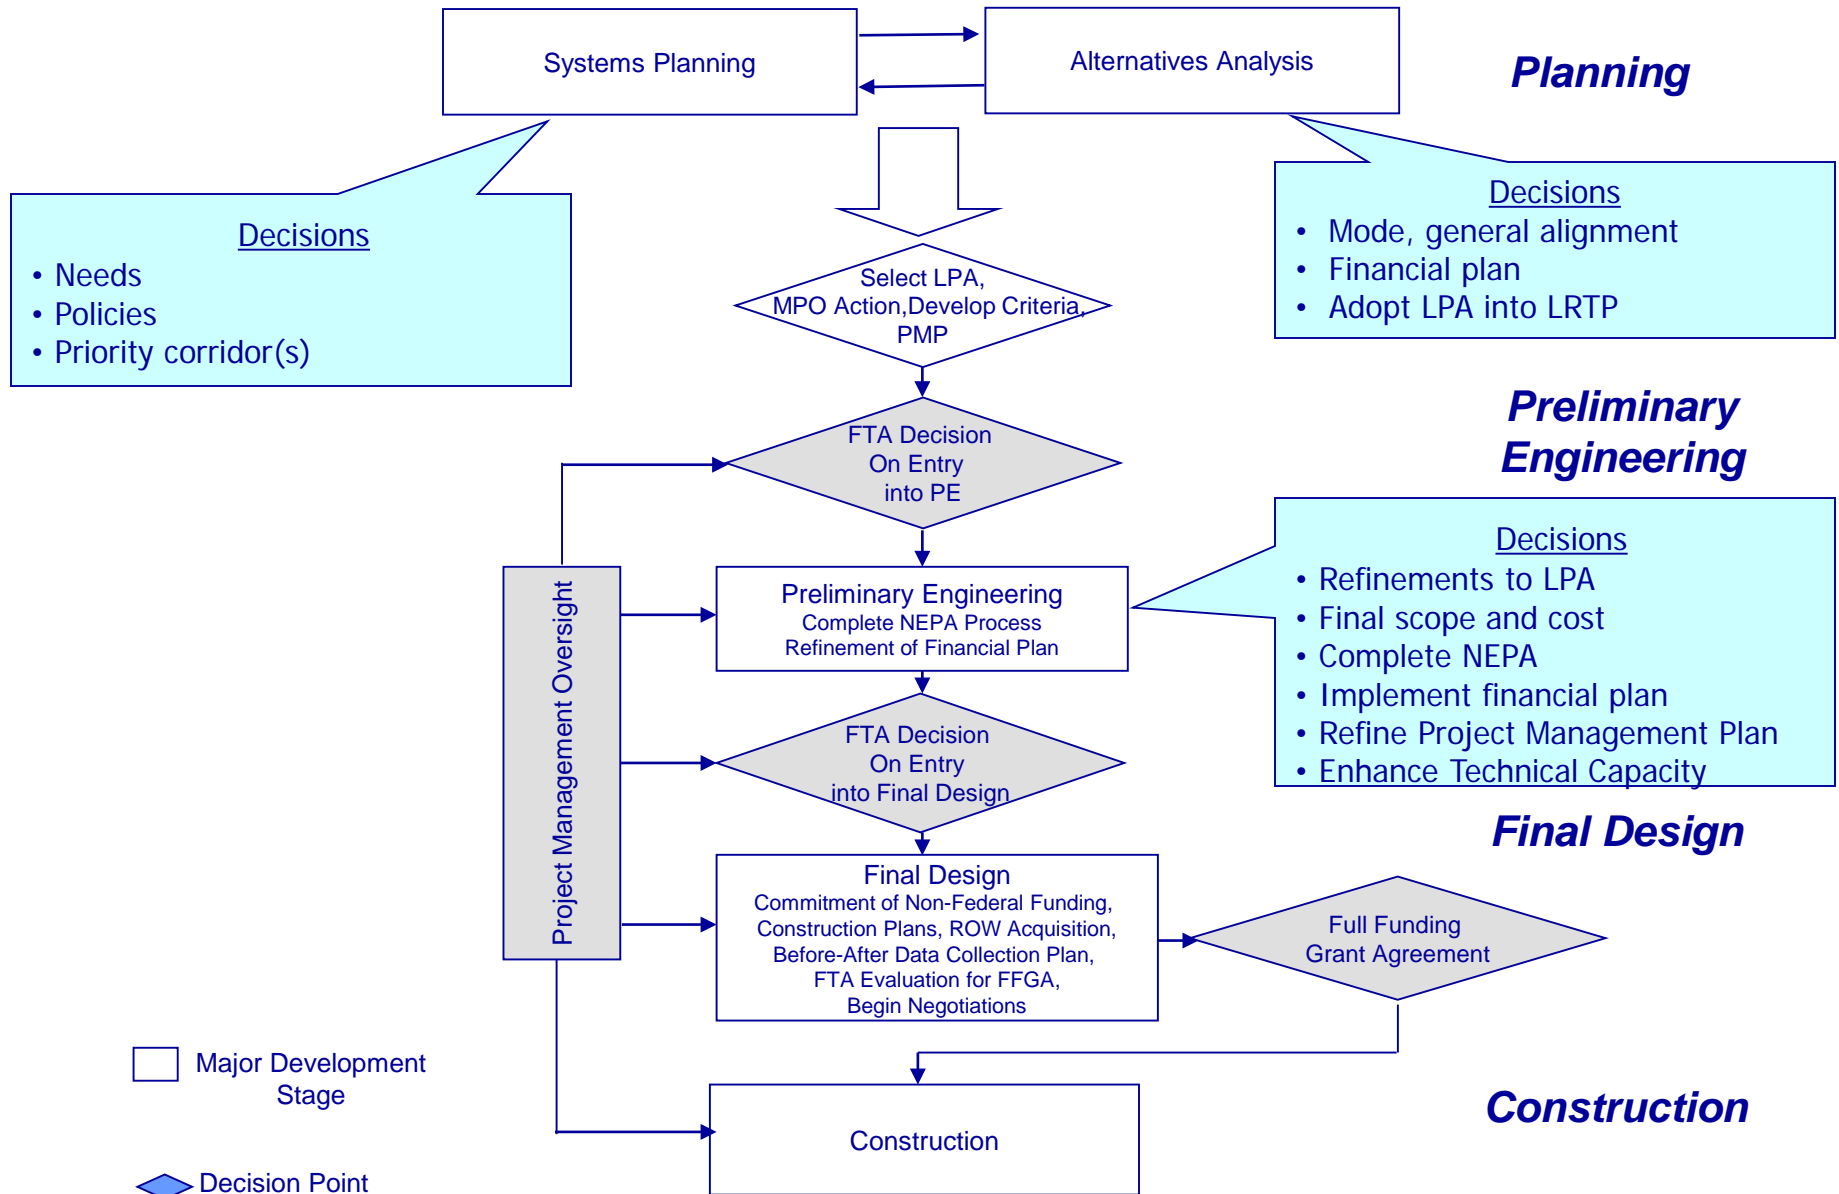 Systems Planning
Alternatives Analysis
Planning
Decisions
• Needs
• Policies
• Priority corridor(s)
Decisions
• Mode, general alignment
• Financial plan
• Adopt LPA into LRTP
Select LPA,
MPO Action,Develop Criteria,
PMP
Preliminary
Engineering
FTA Decision
On Entry
into PE
Project Management Oversight
Preliminary Engineering
Complete NEPA Process
Refinement of Financial Plan
Decisions
• Refinements to LPA
• Final scope and cost
• Complete NEPA
• Implement financial plan
• Refine Project Management Plan
• Enhance Technical Capacity
FTA Decision
On Entry
into Final Design
Final Design
Final Design
Commitment of Non-Federal Funding,
Construction Plans, ROW Acquisition,
Before-After Data Collection Plan,
FTA Evaluation for FFGA,
Begin Negotiations
Full Funding
Grant Agreement
Major Development
Stage
Construction
Construction
Decision Point